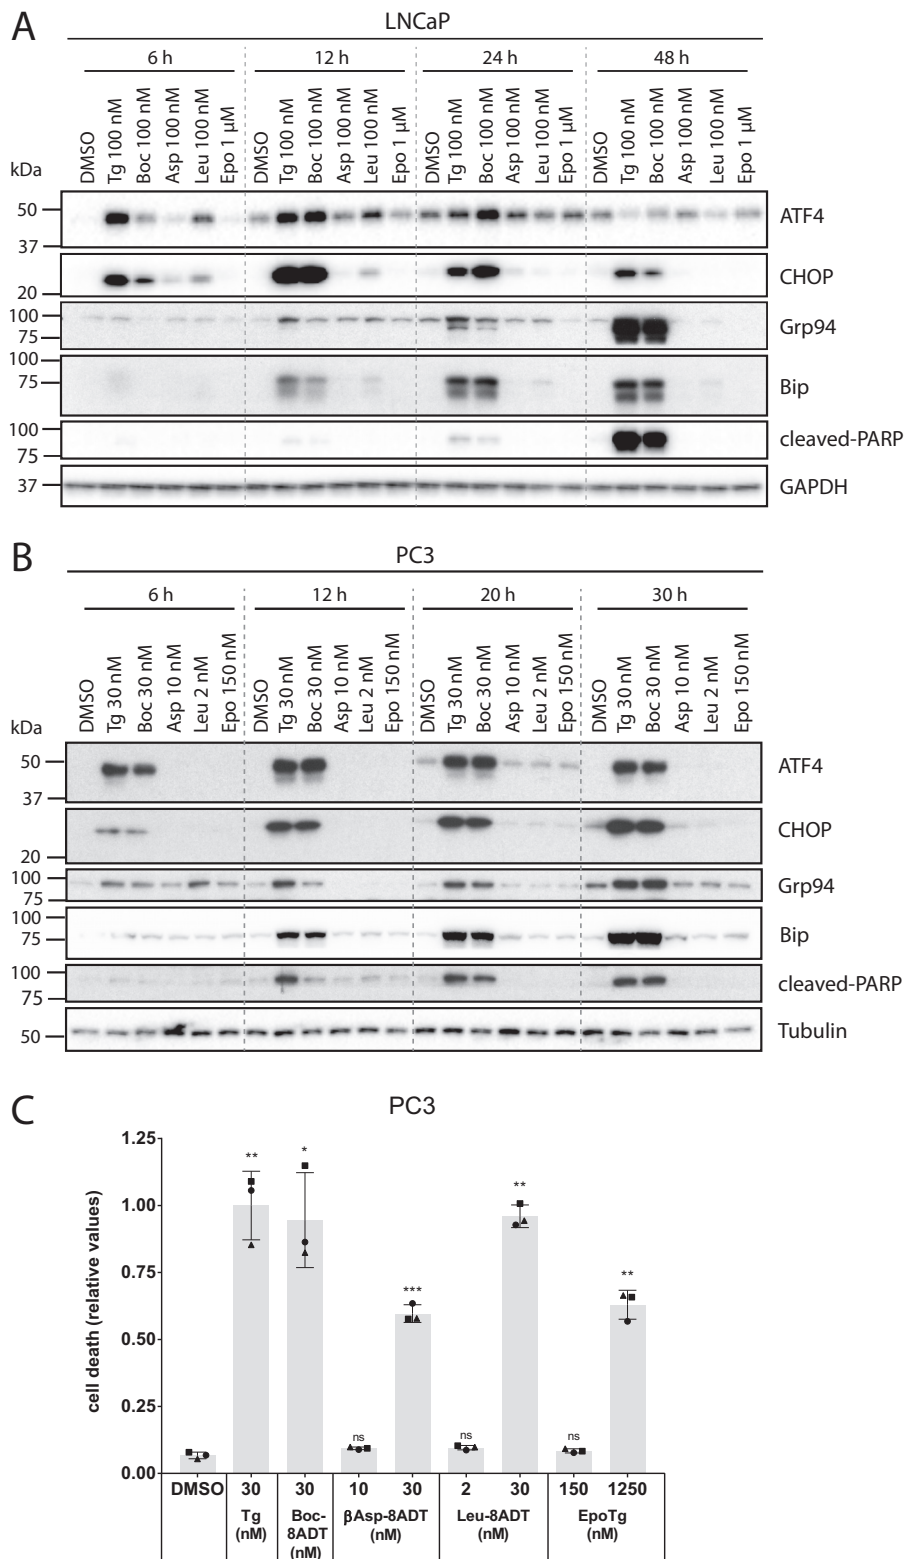 A
LNCaP
6 h 12 h 24 h 48 h
kDa
DMSO Tg 100 nM Boc 100 nM Asp 100 nM Leu 100 nM Epo 1 µM DMSO Tg 100 nM Boc 100 nM Asp 100 nM Leu 100 nM Epo 1 µM DMSO Tg 100 nM Boc 100 nM Asp 100 nM Leu 100 nM Epo 1 µM DMSO Tg 100 nM Boc 100 nM Asp 100 nM Leu 100 nM Epo 1 µM
50 ATF4
37
CHOP
20
100 Grp94
75
100
75 Bip
100 cleaved-PARP
75
37 GAPDH
B
PC3
6 h 12 h 20 h 30 h
kDa
DMSO Tg 30 nM Boc 30 nM Asp 10 nM Leu 2 nM Epo 150 nM DMSO Tg 30 nM Boc 30 nM Asp 10 nM Leu 2 nM Epo 150 nM DMSO Tg 30 nM Boc 30 nM Asp 10 nM Leu 2 nM Epo 150 nM DMSO Tg 30 nM Boc 30 nM Asp 10 nM Leu 2 nM Epo 150 nM
50 ATF4
37
CHOP
20
100 Grp94
75
100
75 Bip
100 cleaved-PARP
75
50 Tubulin
C
PC3
cell death (relative values)
1.25
1.00
0.75
0.50
0.25
0.00
** * ns *** ns ** ns **
DMSO 30 30 10 30 2 30 150 1250
Tg Boc- βAsp-8ADT Leu-8ADT EpoTg
(nM) 8ADT (nM) (nM) (nM)
(nM)